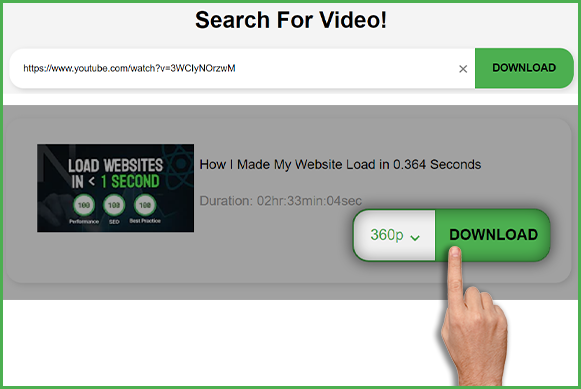 Search For Video!
https://www.youtube.com/watch?v=3WCIyNOrzwM
×
DOWNLOAD
LOAD WEBSITES
IN < 1 SECOND
100 100 100
Performance SEO Best Practice
How I Made My Website Load in 0.364 Seconds
Duration: 02hr:33min:04sec
360p
DOWNLOAD